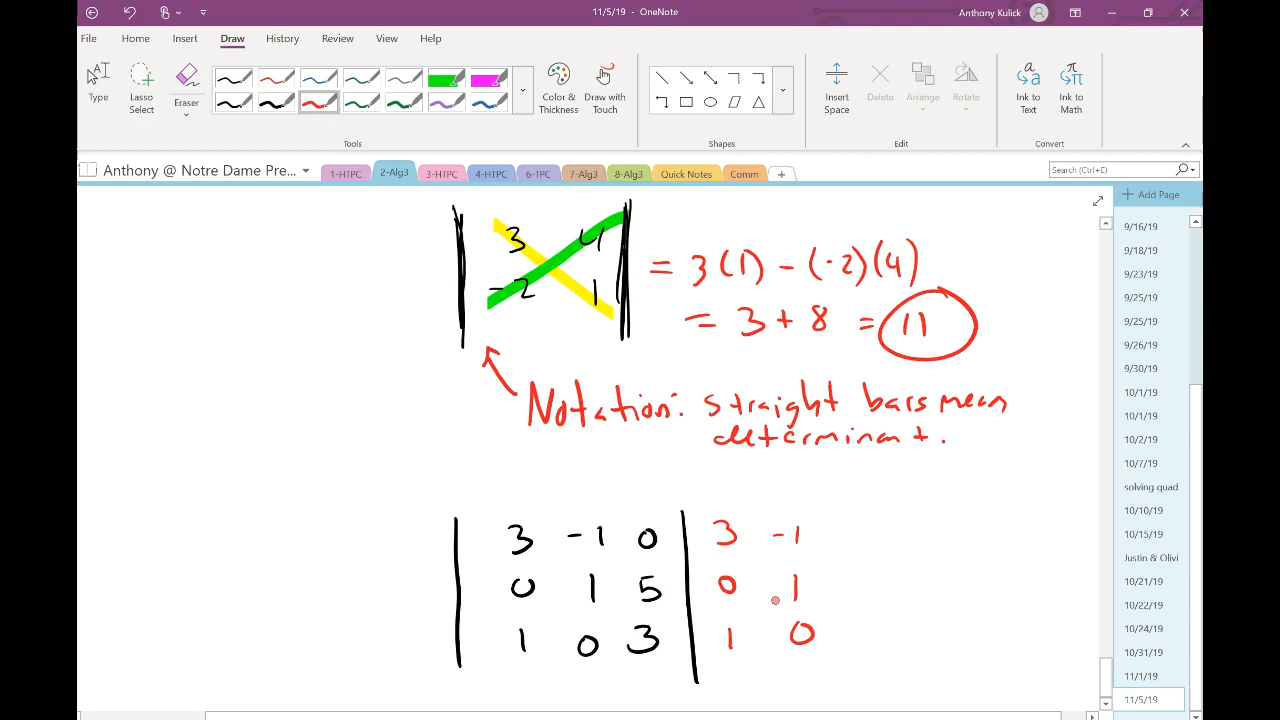 11/5/19 - OneNote
Anthony Kulick
File Home Insert Draw History Review View Help
Type
Lasso Select
Eraser
Color & Thickness
Draw with Touch
Insert Space
Delete
Arrange
Rotate
Ink to Text
Ink to Math
Tools
Shapes
Edit
Convert
Anthony @ Notre Dame Pre...
1-HTPC 2-Alg3 3-HTPC 4-HTPC 6-TPC 7-Alg3 8-Alg3 Quick Notes Comm +
Search (Ctrl+E)
3 4
-2 1
= 3(1) - (-2)(4)
= 3 + 8 = 11
Notation: straight bars mean
determinant.
3 -1 0 3 -1
0 1 5 0 1
1 0 3 1 0
Add Page
9/16/19
9/18/19
9/23/19
9/25/19
9/25/19
9/26/19
9/30/19
10/1/19
10/1/19
10/2/19
10/7/19
solving quad
10/10/19
10/15/19
Justin & Olivi
10/21/19
10/22/19
10/24/19
10/31/19
11/1/19
11/5/19